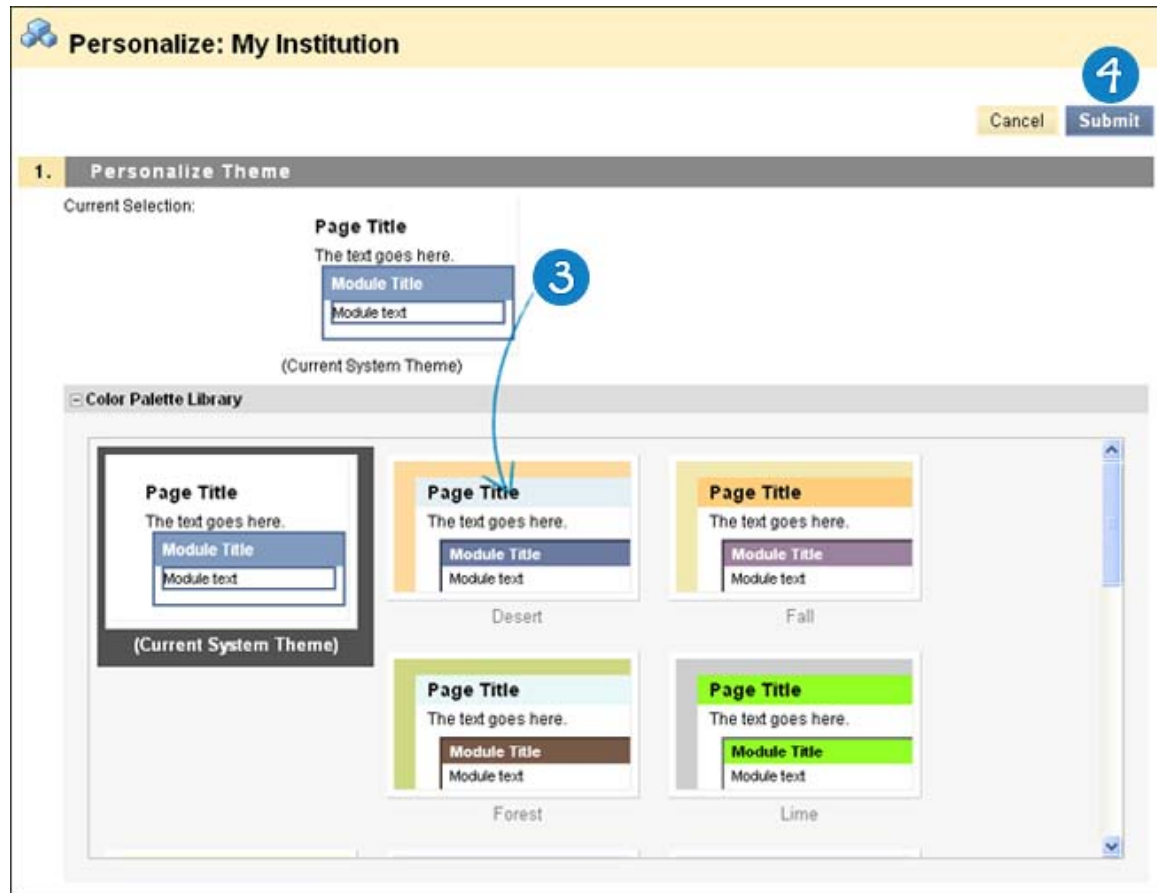 Personalize: My Institution
4
Cancel Submit
1. Personalize Theme
Current Selection:
Page Title
The text goes here.
Module Title
Module text
3
(Current System Theme)
Color Palette Library
Page Title
The text goes here.
Module Title
Module text
(Current System Theme)
Page Title
The text goes here.
Module Title
Module text
Desert
Page Title
The text goes here.
Module Title
Module text
Fall
Page Title
The text goes here.
Module Title
Module text
Forest
Page Title
The text goes here.
Module Title
Module text
Lime